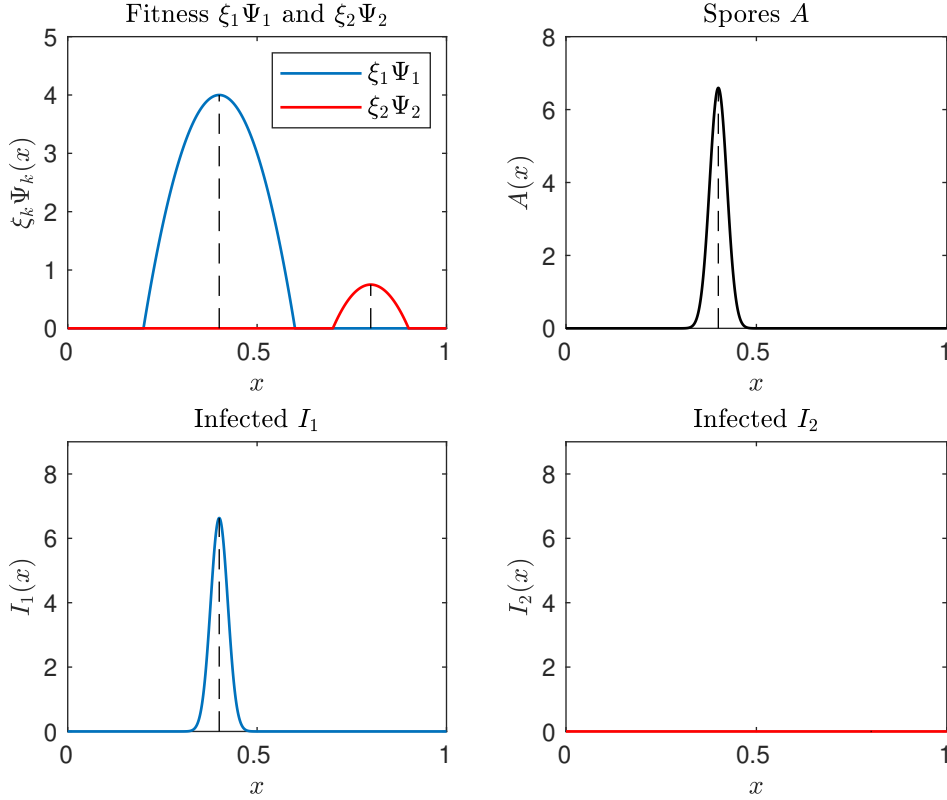 Fitness ξ₁Ψ₁ and ξ₂Ψ₂
5
4
3
2
1
0
ξₖΨₖ(x)
ξ₁Ψ₁
ξ₂Ψ₂
0 0.5 1
x
Spores A
8
6
4
2
0
A(x)
0 0.5 1
x
Infected I₁
8
6
4
2
0
I₁(x)
0 0.5 1
x
Infected I₂
8
6
4
2
0
I₂(x)
0 0.5 1
x